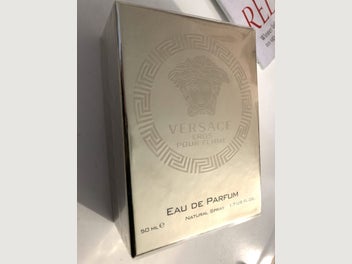 VERSACE
EROS
POUR FEMME
EAU DE PARFUM
NATURAL SPRAY
50 ml e